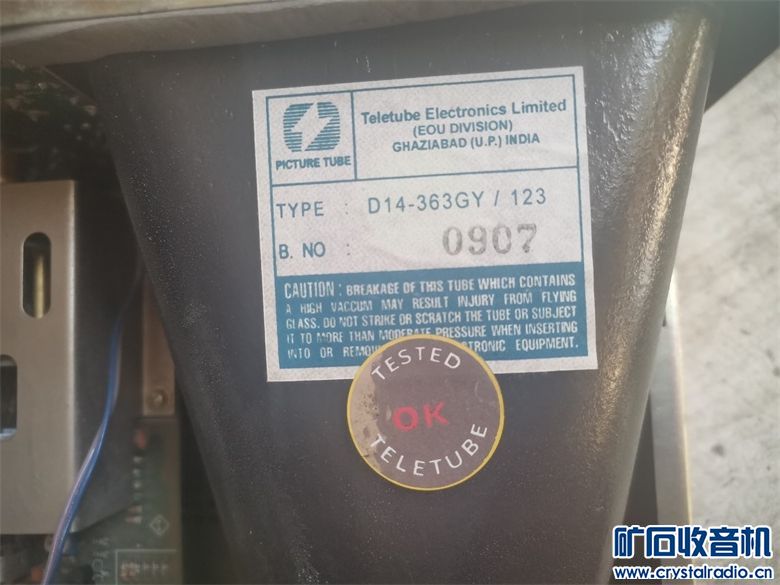 Teletube Electronics Limited
(EOU DIVISION)
GHAZIABAD (U.P.) INDIA
PICTURE TUBE
TYPE : D14-363GY / 123
B. NO : 0907
CAUTION : BREAKAGE OF THIS TUBE WHICH CONTAINS
A HIGH VACCUM MAY RESULT INJURY FROM FLYING
GLASS. DO NOT STRIKE OR SCRATCH THE TUBE OR SUBJECT
IT TO MORE THAN MODERATE PRESSURE WHEN INSERTING
INTO OR EQUIPMENT.
TESTED
OK
TELETUBE
矿石收音机
www.crystalradio.cn